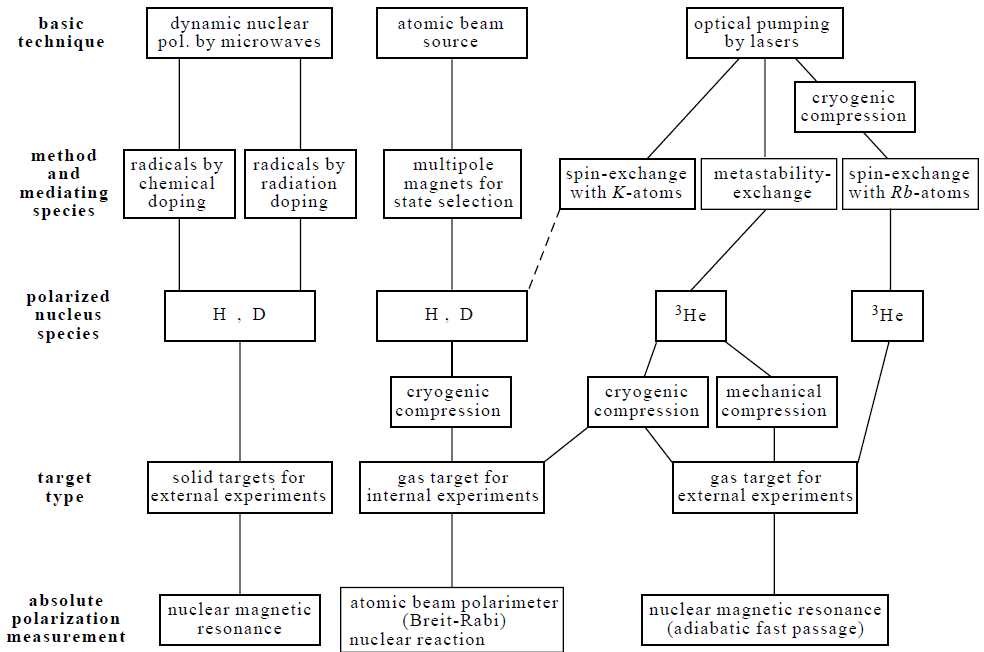 basic
technique
dynamic nuclear
pol. by microwaves
atomic beam
source
optical pumping
by lasers
cryogenic
compression
method
and
mediating
species
radicals by
chemical
doping
radicals by
radiation
doping
multipole
magnets for
state selection
spin-exchange
with K-atoms
metastability-
exchange
spin-exchange
with Rb-atoms
polarized
nucleus
species
H , D
H , D
³He
³He
cryogenic
compression
cryogenic
compression
mechanical
compression
target
type
solid targets for
external experiments
gas target for
internal experiments
gas target for
external experiments
absolute
polarization
measurement
nuclear magnetic
resonance
atomic beam polarimeter
(Breit-Rabi)
nuclear reaction
nuclear magnetic resonance
(adiabatic fast passage)